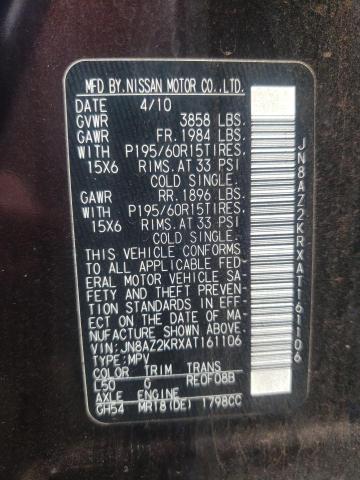 MFD.BY.NISSAN MOTOR CO.,LTD.
DATE 4/10
GVWR 3858 LBS.
GAWR FR.1984 LBS.
WITH P195/60R15TIRES,
15X6 RIMS.AT 33 PSI
COLD SINGLE.
GAWR RR.1896 LBS.
WITH P195/60R15TIRES,
15X6 RIMS.AT 33 PSI
COLD SINGLE.
THIS VEHICLE CONFORMS
TO ALL APPLICABLE FED-
ERAL MOTOR VEHICLE SA-
FETY AND THEFT PREVEN-
TION STANDARDS IN EFF-
ECT ON THE DATE OF MA-
NUFACTURE SHOWN ABOVE.
VIN:JN8AZ2KRXAT161106
TYPE:MPV
COLOR TRIM TRANS
L50 G RE0F08B
AXLE ENGINE
GH54 MR18(DE) 1798CC
JN8AZ2KRXAT161106